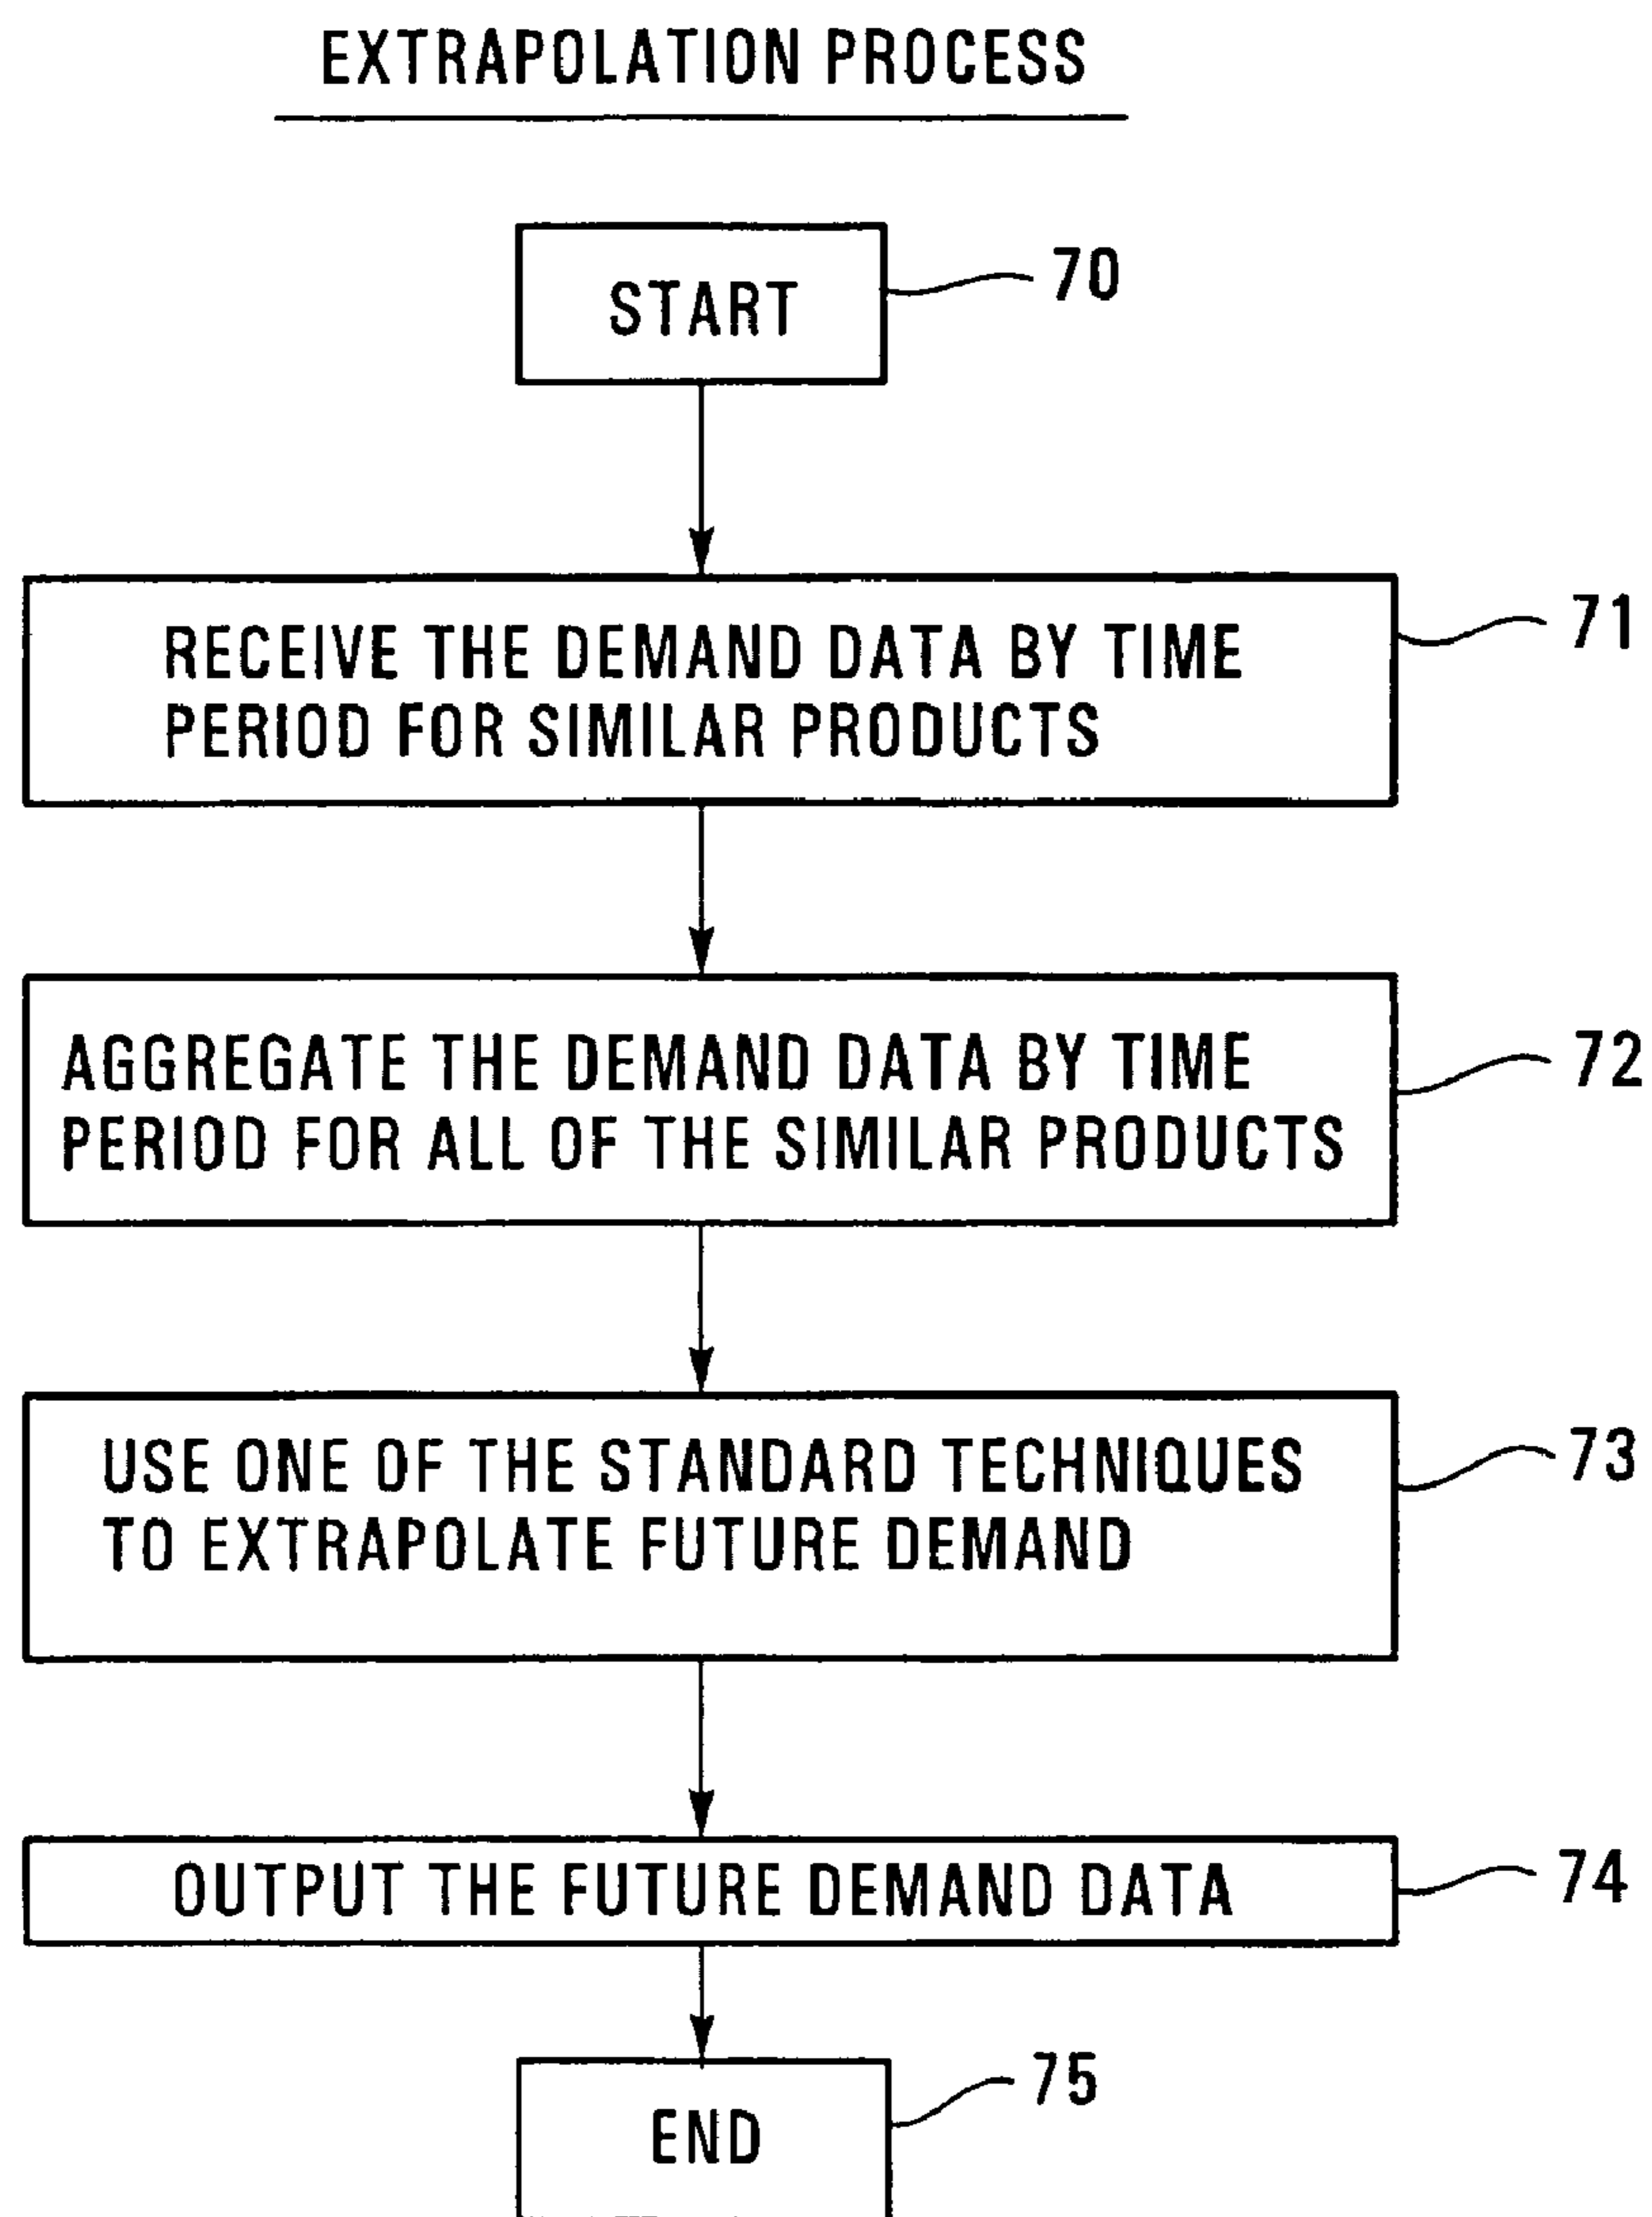 EXTRAPOLATION PROCESS
START
70
RECEIVE THE DEMAND DATA BY TIME
PERIOD FOR SIMILAR PRODUCTS
71
AGGREGATE THE DEMAND DATA BY TIME
PERIOD FOR ALL OF THE SIMILAR PRODUCTS
72
USE ONE OF THE STANDARD TECHNIQUES
TO EXTRAPOLATE FUTURE DEMAND
73
OUTPUT THE FUTURE DEMAND DATA
74
END
75